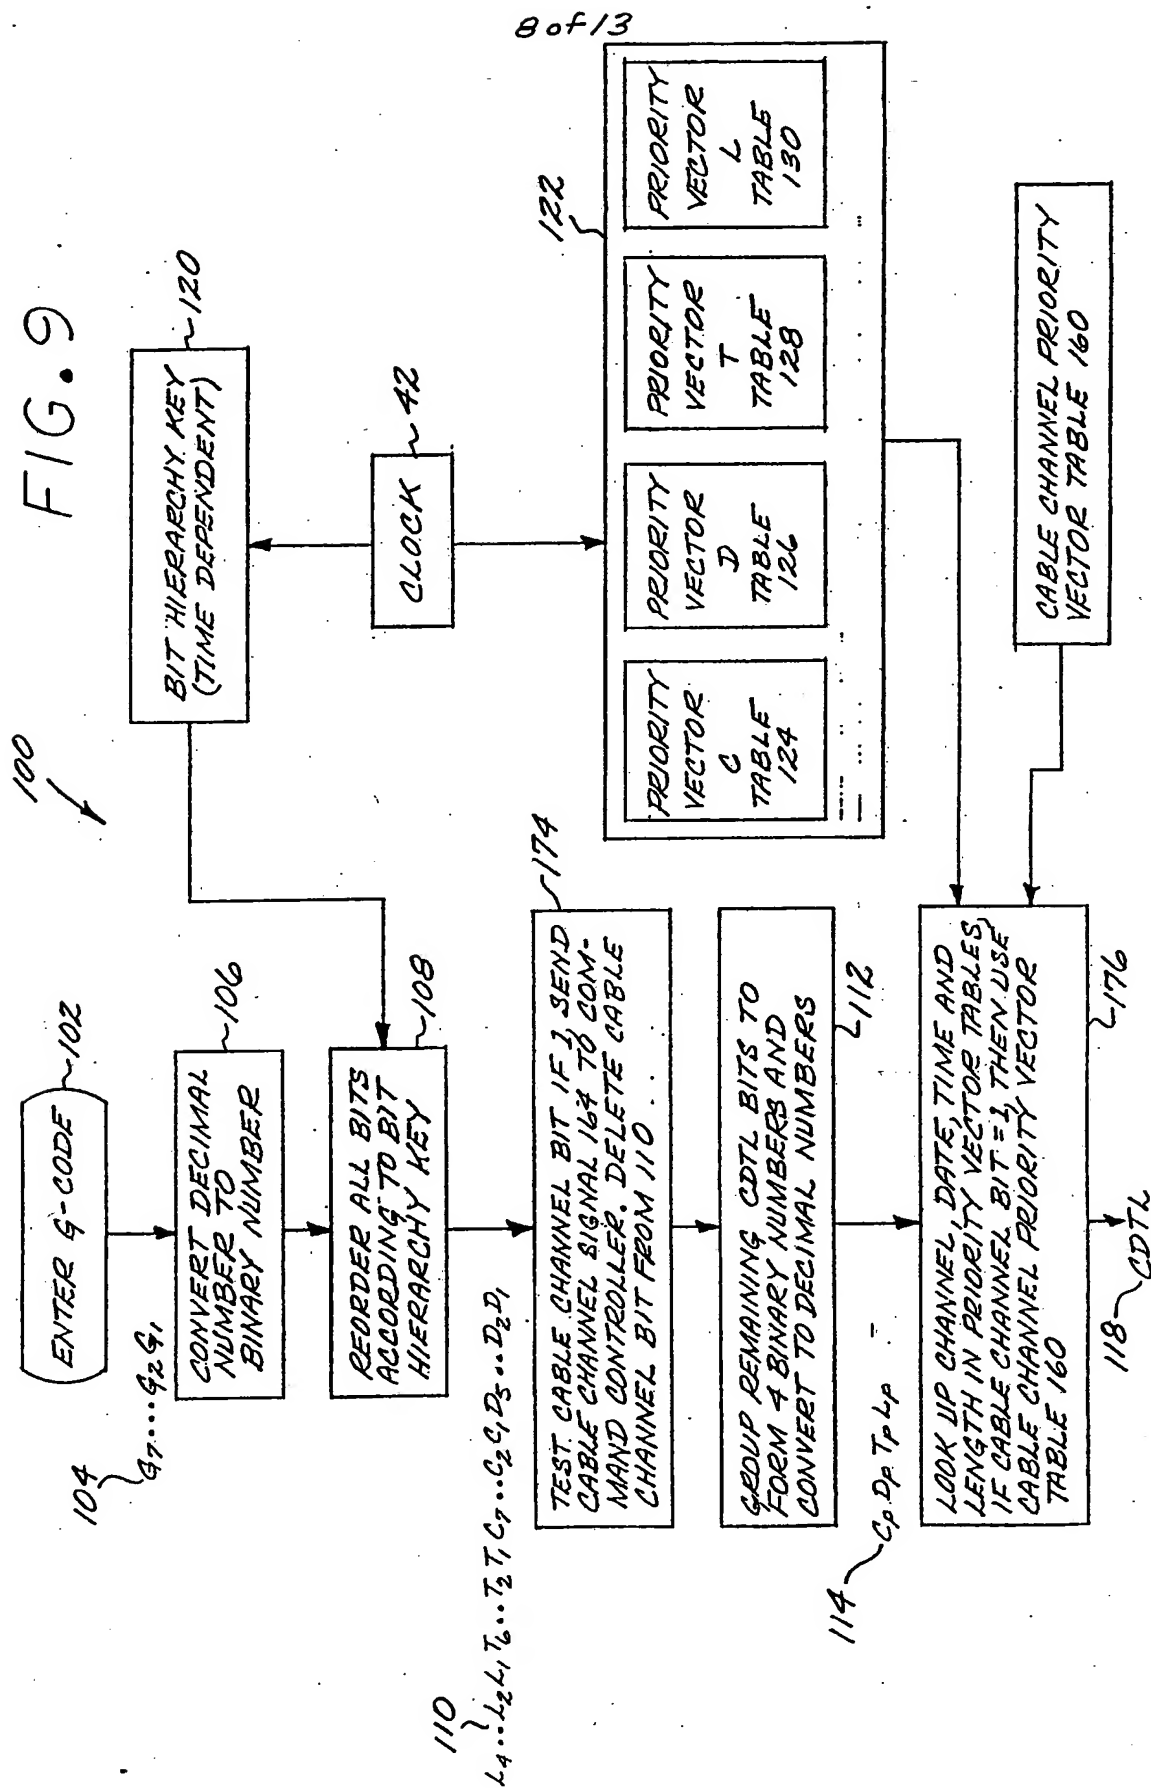 8 of 13
FIG. 9
100
ENTER G-CODE
102
104
G7...G2G1
CONVERT DECIMAL
NUMBER TO
BINARY NUMBER
106
REORDER ALL BITS
ACCORDING TO BIT
HIERARCHY KEY
108
BIT HIERARCHY KEY
(TIME DEPENDENT)
120
CLOCK
42
110
L4...L2L1T6...T2T1C7...C2C1D5...D2D1
TEST CABLE CHANNEL BIT IF 1, SEND
CABLE CHANNEL SIGNAL 164 TO COM-
MAND CONTROLLER. DELETE CABLE
CHANNEL BIT FROM 110
174
GROUP REMAINING CDTL BITS TO
FORM 4 BINARY NUMBERS AND
CONVERT TO DECIMAL NUMBERS
112
122
PRIORITY
VECTOR
C
TABLE
124
PRIORITY
VECTOR
D
TABLE
126
PRIORITY
VECTOR
T
TABLE
128
PRIORITY
VECTOR
L
TABLE
130
114
Cp Dp Tp Lp
LOOK UP CHANNEL, DATE, TIME AND
LENGTH IN PRIORITY VECTOR TABLES,
IF CABLE CHANNEL BIT = 1, THEN USE
CABLE CHANNEL PRIORITY VECTOR
TABLE 160
176
CABLE CHANNEL PRIORITY
VECTOR TABLE 160
118
CDTL